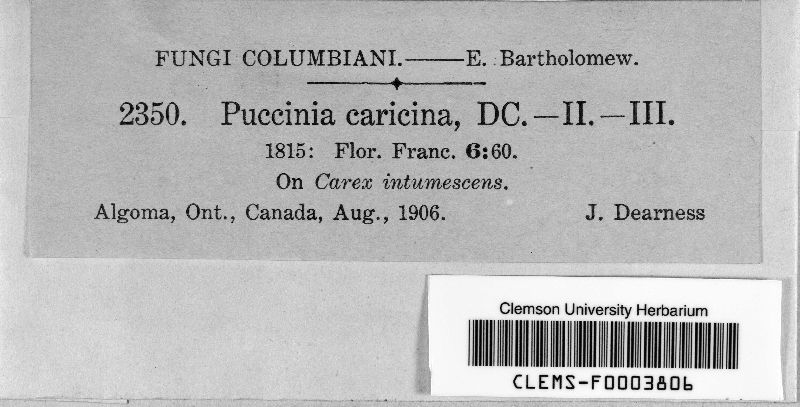 FUNGI COLUMBIANI.——E. Bartholomew.
2350. Puccinia caricina, DC.—II.—III.
1815: Flor. Franc. 6:60.
On Carex intumescens.
Algoma, Ont., Canada, Aug., 1906. J. Dearness
Clemson University Herbarium
CLEMS-F0003806